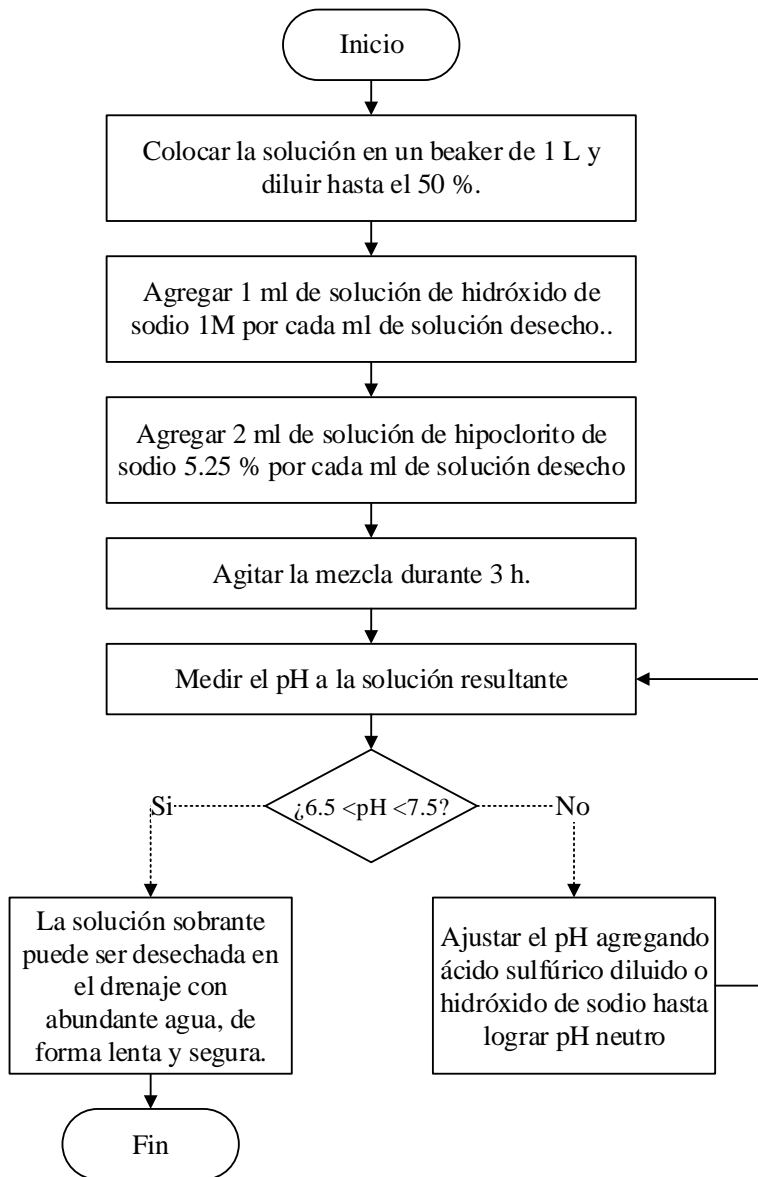 Inicio
Colocar la solución en un beaker de 1 L y
diluir hasta el 50 %.
Agregar 1 ml de solución de hidróxido de
sodio 1M por cada ml de solución desecho..
Agregar 2 ml de solución de hipoclorito de
sodio 5.25 % por cada ml de solución desecho
Agitar la mezcla durante 3 h.
Medir el pH a la solución resultante
¿6.5 <pH <7.5?
Si
No
La solución sobrante
puede ser desechada en
el drenaje con
abundante agua, de
forma lenta y segura.
Ajustar el pH agregando
ácido sulfúrico diluido o
hidróxido de sodio hasta
lograr pH neutro
Fin